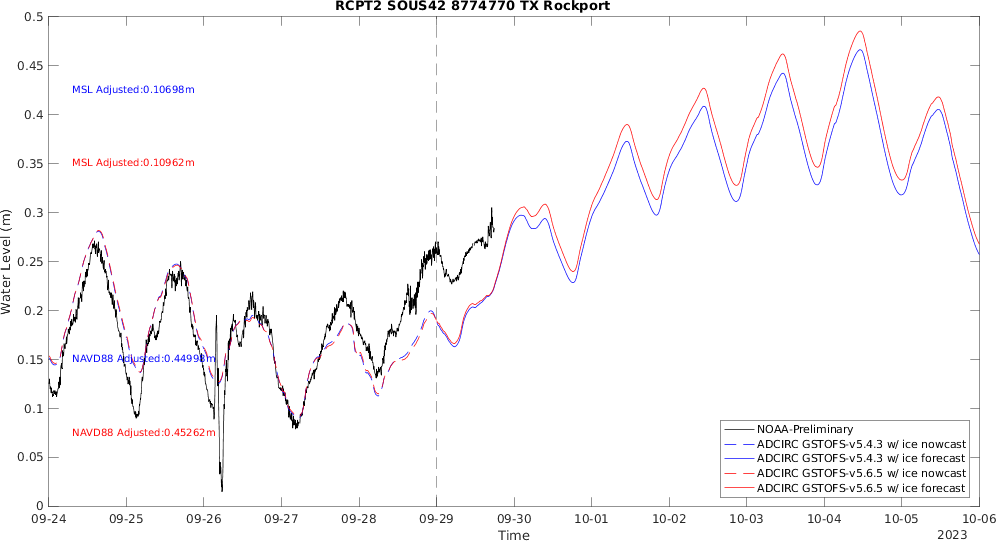 RCPT2 SOUS42 8774770 TX Rockport
0.5
0.45
0.4
0.35
0.3
0.25
0.2
0.15
0.1
0.05
0
Water Level (m)
MSL Adjusted:0.10698m
MSL Adjusted:0.10962m
NAVD88 Adjusted:0.44998m
NAVD88 Adjusted:0.45262m
NOAA-Preliminary
ADCIRC GSTOFS-v5.4.3 w/ ice nowcast
ADCIRC GSTOFS-v5.4.3 w/ ice forecast
ADCIRC GSTOFS-v5.6.5 w/ ice nowcast
ADCIRC GSTOFS-v5.6.5 w/ ice forecast
09-24 09-25 09-26 09-27 09-28 09-29 09-30 10-01 10-02 10-03 10-04 10-05 10-06
Time
2023